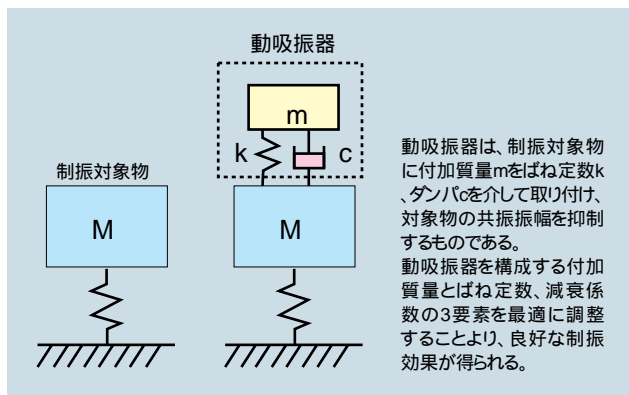 動吸振器
m
k
c
制振対象物
M
M
動吸振器は、制振対象物
に付加質量mをばね定数k
、ダンパcを介して取り付け、
対象物の共振振幅を抑制
するものである。
動吸振器を構成する付加
質量とばね定数、減衰係
数の3要素を最適に調整
することより、良好な制振
効果が得られる。